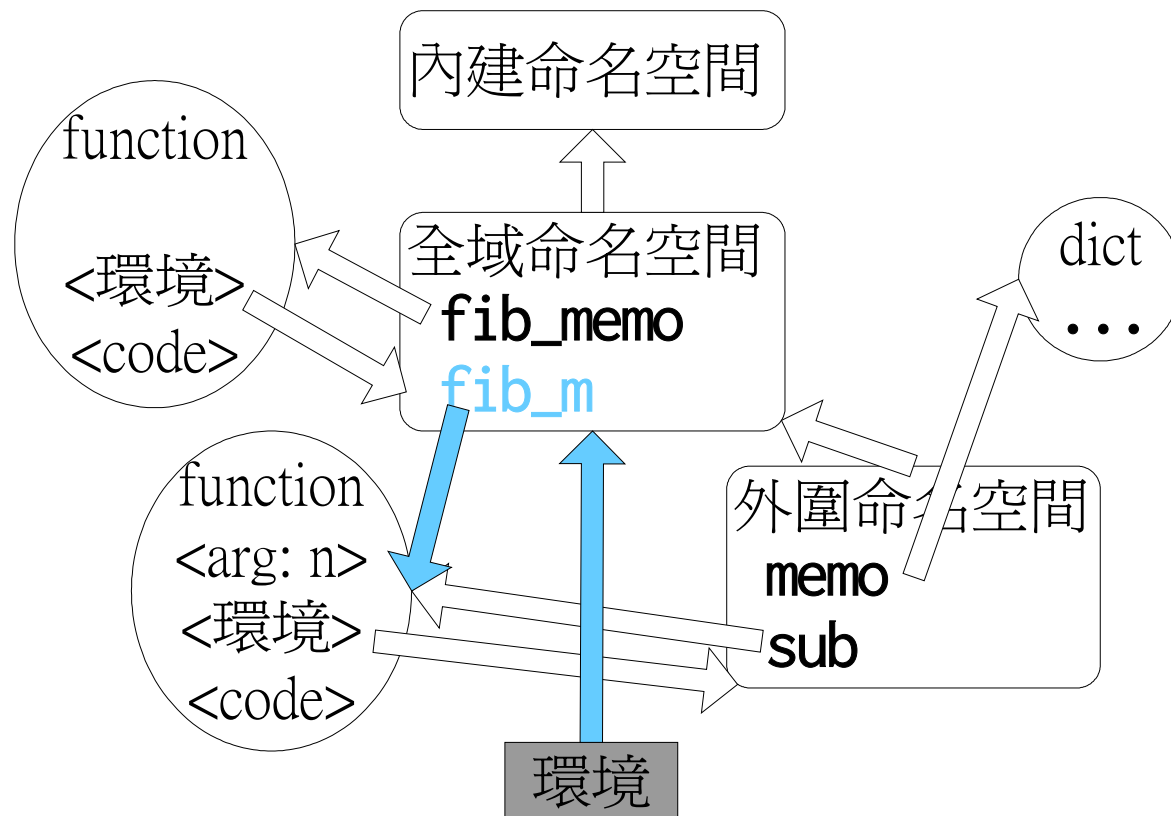 內建命名空間
function
<環境>
<code>
全域命名空間
fib_memo
fib_m
dict
...
function
<arg: n>
<環境>
<code>
外圍命名空間
memo
sub
環境